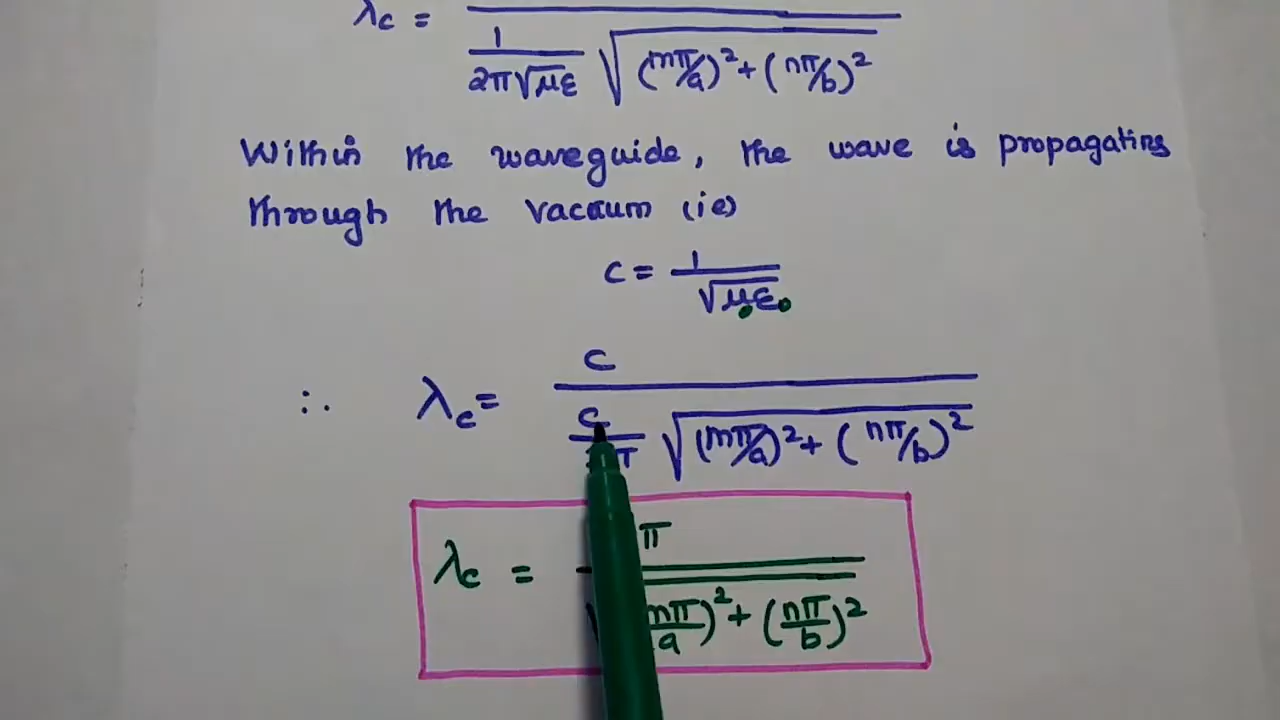 λc =
1
2π√με √(mπ/a)² + (nπ/b)²
Within the waveguide, the wave is propagating
through the vacuum (ie)
c = 1
√μ₀ε₀
C
∴ λc =
C
π √(mπ/a)² + (nπ/b)²
π
λc =
mπ/a)² + (nπ/b)²